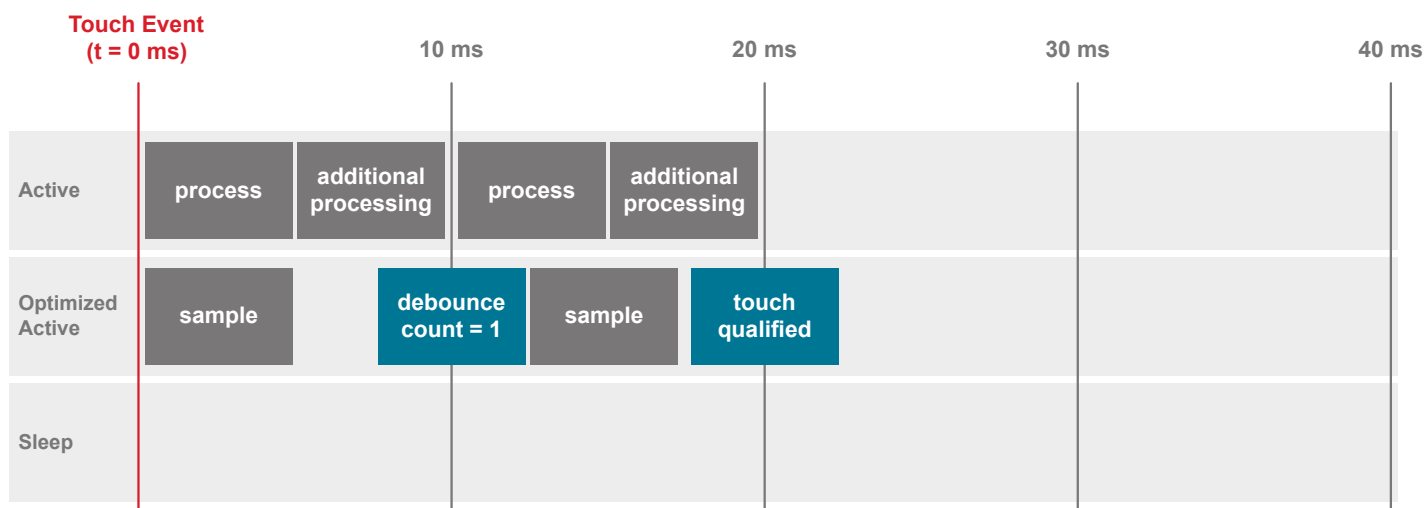 Touch Event
(t = 0 ms)
10 ms
20 ms
30 ms
40 ms
Active
process
additional
processing
process
additional
processing
Optimized
Active
sample
debounce
count = 1
sample
touch
qualified
Sleep